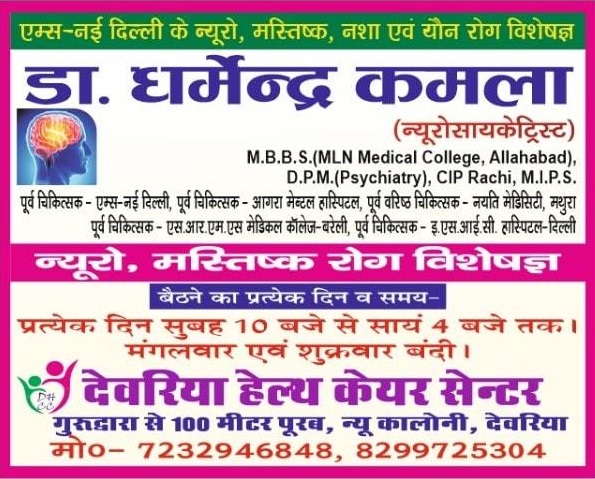 एम्स-नई दिल्ली के न्यूरो, मस्तिष्क, नशा एवं यौन रोग विशेषज्ञ
डा. धर्मेन्द्र कमला
(न्यूरोसायकेट्रिस्ट)
M.B.B.S.(MLN Medical College, Allahabad),
D.P.M.(Psychiatry), CIP Rachi, M.I.P.S.
पूर्व चिकित्सक - एम्स-नई दिल्ली, पूर्व चिकित्सक - आगरा मेन्टल हास्पिटल, पूर्व वरिष्ठ चिकित्सक - नयति मेडिसिटी, मथुरा
पूर्व चिकित्सक - एस.आर.एम.एस मेडिकल कॉलेज-बरेली, पूर्व चिकित्सक - इ.एस.आई.सी. हास्पिटल-दिल्ली
न्यूरो, मस्तिष्क रोग विशेषज्ञ
बैठने का प्रत्येक दिन व समय-
प्रत्येक दिन सुबह 10 बजे से सायं 4 बजे तक।
मंगलवार एवं शुक्रवार बंदी।
DH
CC
देवरिया हेल्थ केयर सेन्टर
गुरुद्वारा से 100 मीटर पूरब, न्यू कालोनी, देवरिया
मो०- 7232946848, 8299725304